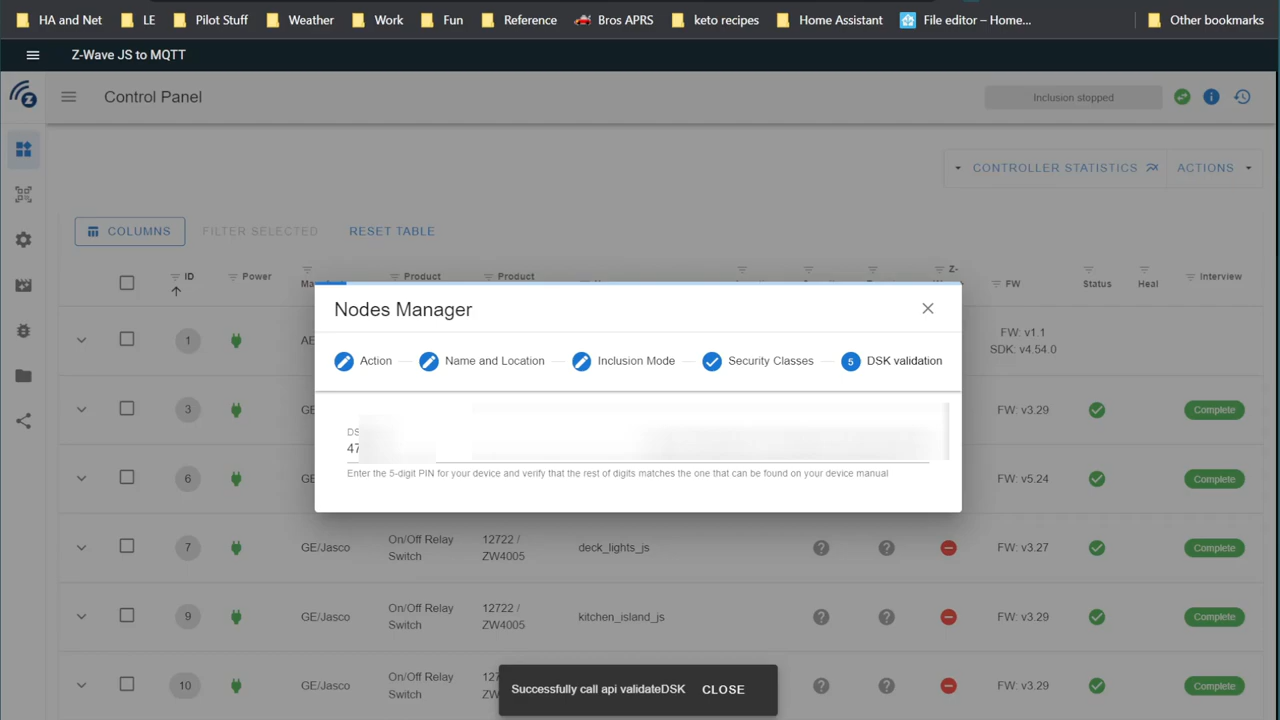 HA and Net LE Pilot Stuff Weather Work Fun Reference Bros APRS keto recipes Home Assistant File editor – Home... Other bookmarks
Z-Wave JS to MQTT
Control Panel Inclusion stopped
CONTROLLER STATISTICS ACTIONS
COLUMNS FILTER SELECTED RESET TABLE
ID Power Product Product Z- FW Status Heal Interview
Nodes Manager
1 FW: v1.1
SDK: v4.54.0
Action Name and Location Inclusion Mode Security Classes 5 DSK validation
3 FW: v3.29 Complete
47
Enter the 5-digit PIN for your device and verify that the rest of digits matches the one that can be found on your device manual
6 FW: v5.24 Complete
7 GE/Jasco On/Off Relay Switch 12722 / ZW4005 deck_lights_js FW: v3.27 Complete
9 GE/Jasco On/Off Relay Switch 12722 / ZW4005 kitchen_island_js FW: v3.29 Complete
10 GE/Jasco On/Off Relay Switch 12722 / FW: v3.29 Complete
Successfully call api validateDSK CLOSE